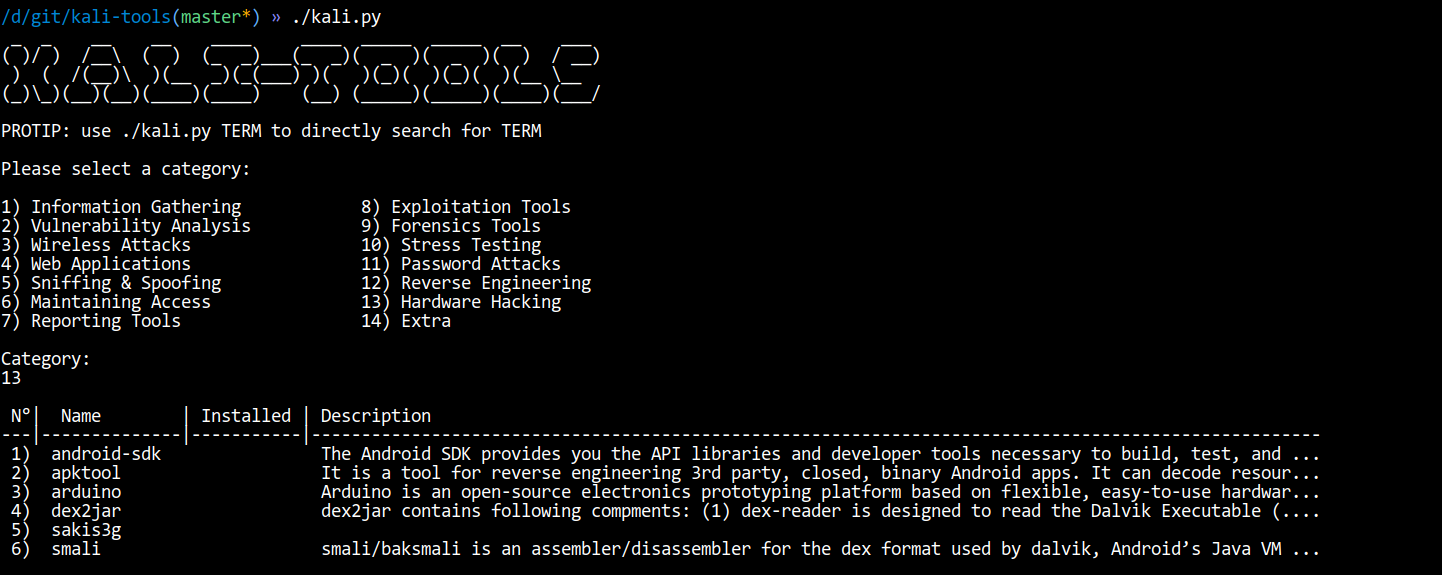 /d/git/kali-tools(master*) » ./kali.py
KALI-TOOLS
PROTIP: use ./kali.py TERM to directly search for TERM
Please select a category:
1) Information Gathering 8) Exploitation Tools
2) Vulnerability Analysis 9) Forensics Tools
3) Wireless Attacks 10) Stress Testing
4) Web Applications 11) Password Attacks
5) Sniffing & Spoofing 12) Reverse Engineering
6) Maintaining Access 13) Hardware Hacking
7) Reporting Tools 14) Extra
Category:
13
N°| Name | Installed | Description
---|--------------|-----------|-----------------------------------------------------------------------------------------------------
1) android-sdk The Android SDK provides you the API libraries and developer tools necessary to build, test, and ...
2) apktool It is a tool for reverse engineering 3rd party, closed, binary Android apps. It can decode resour...
3) arduino Arduino is an open-source electronics prototyping platform based on flexible, easy-to-use hardwar...
4) dex2jar dex2jar contains following compments: (1) dex-reader is designed to read the Dalvik Executable (....
5) sakis3g
6) smali smali/baksmali is an assembler/disassembler for the dex format used by dalvik, Android’s Java VM ...